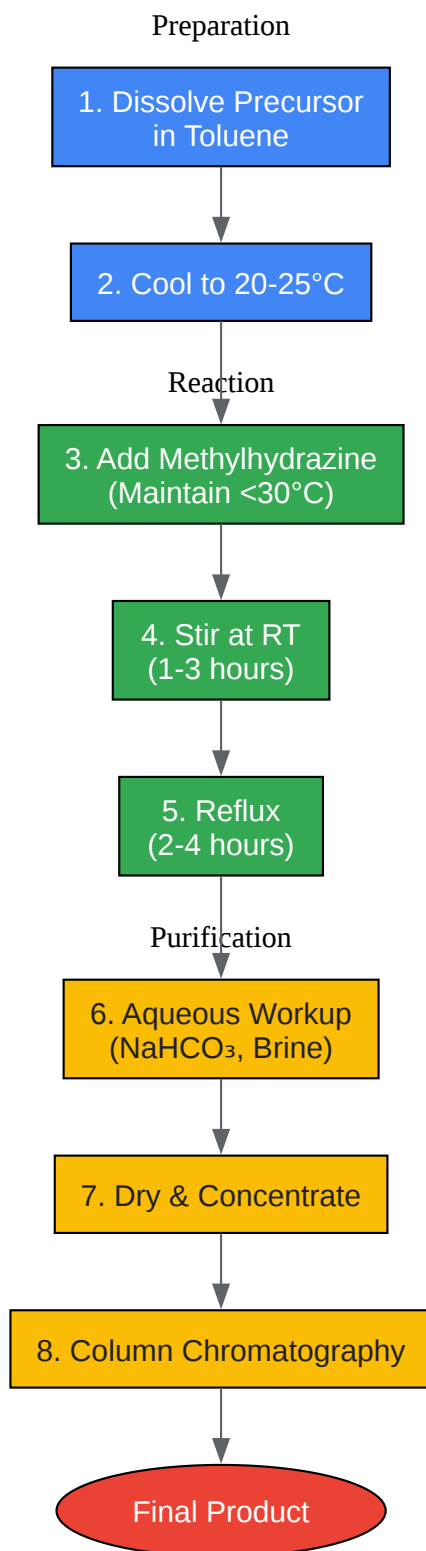 Preparation
1. Dissolve Precursor
in Toluene
2. Cool to 20-25°C
Reaction
3. Add Methylhydrazine
(Maintain <30°C)
4. Stir at RT
(1-3 hours)
5. Reflux
(2-4 hours)
Purification
6. Aqueous Workup
(NaHCO₃, Brine)
7. Dry & Concentrate
8. Column Chromatography
Final Product